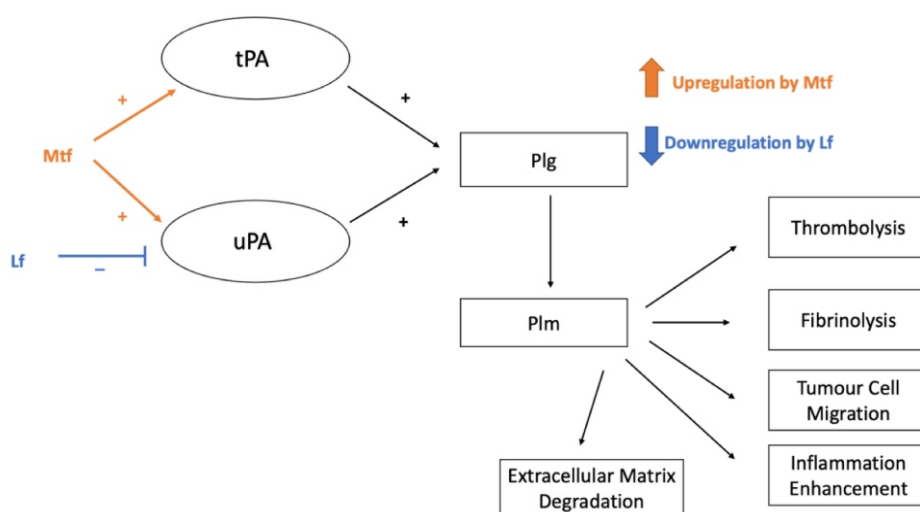 tPA
+
+
Upregulation by Mtf
Mtf
Plg
Downregulation by Lf
+
+
uPA
Lf
–
Thrombolysis
Plm
Fibrinolysis
Tumour Cell
Migration
Extracellular Matrix
Degradation
Inflammation
Enhancement